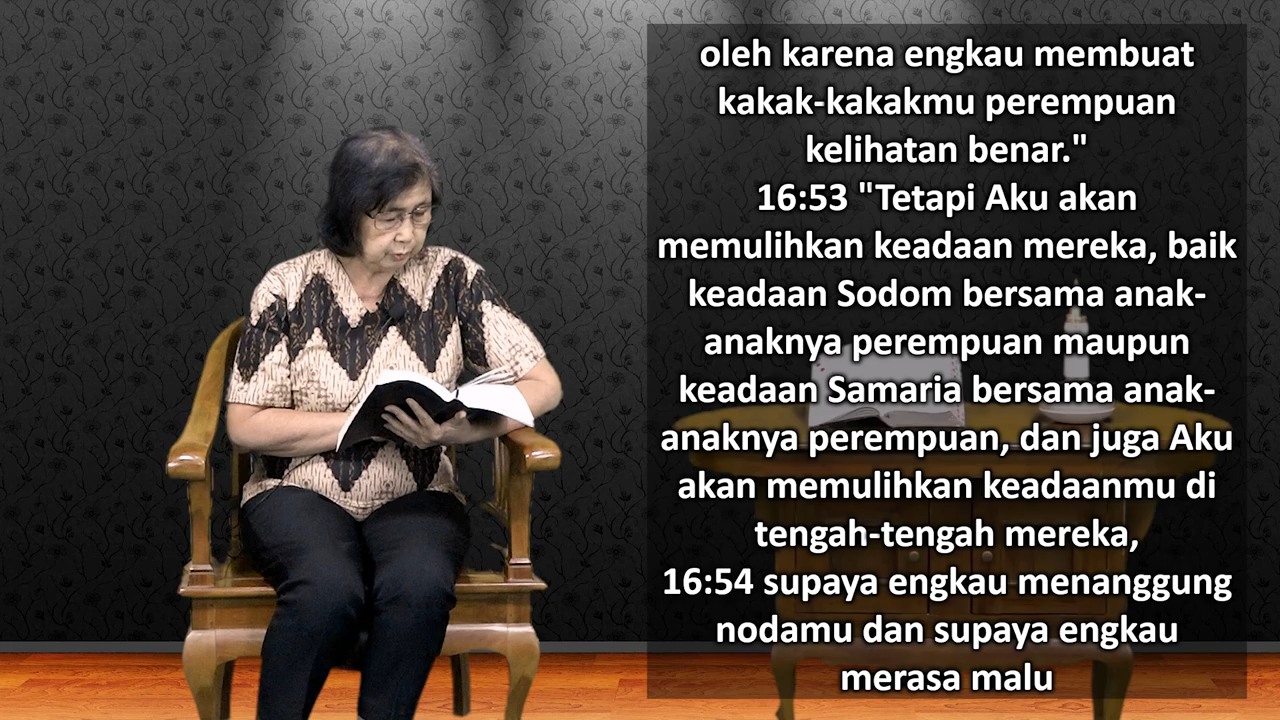 oleh karena engkau membuat
kakak-kakakmu perempuan
kelihatan benar."
16:53 "Tetapi Aku akan
memulihkan keadaan mereka, baik
keadaan Sodom bersama anak-
anaknya perempuan maupun
keadaan Samaria bersama anak-
anaknya perempuan, dan juga Aku
akan memulihkan keadaanmu di
tengah-tengah mereka,
16:54 supaya engkau menanggung
nodamu dan supaya engkau
merasa malu